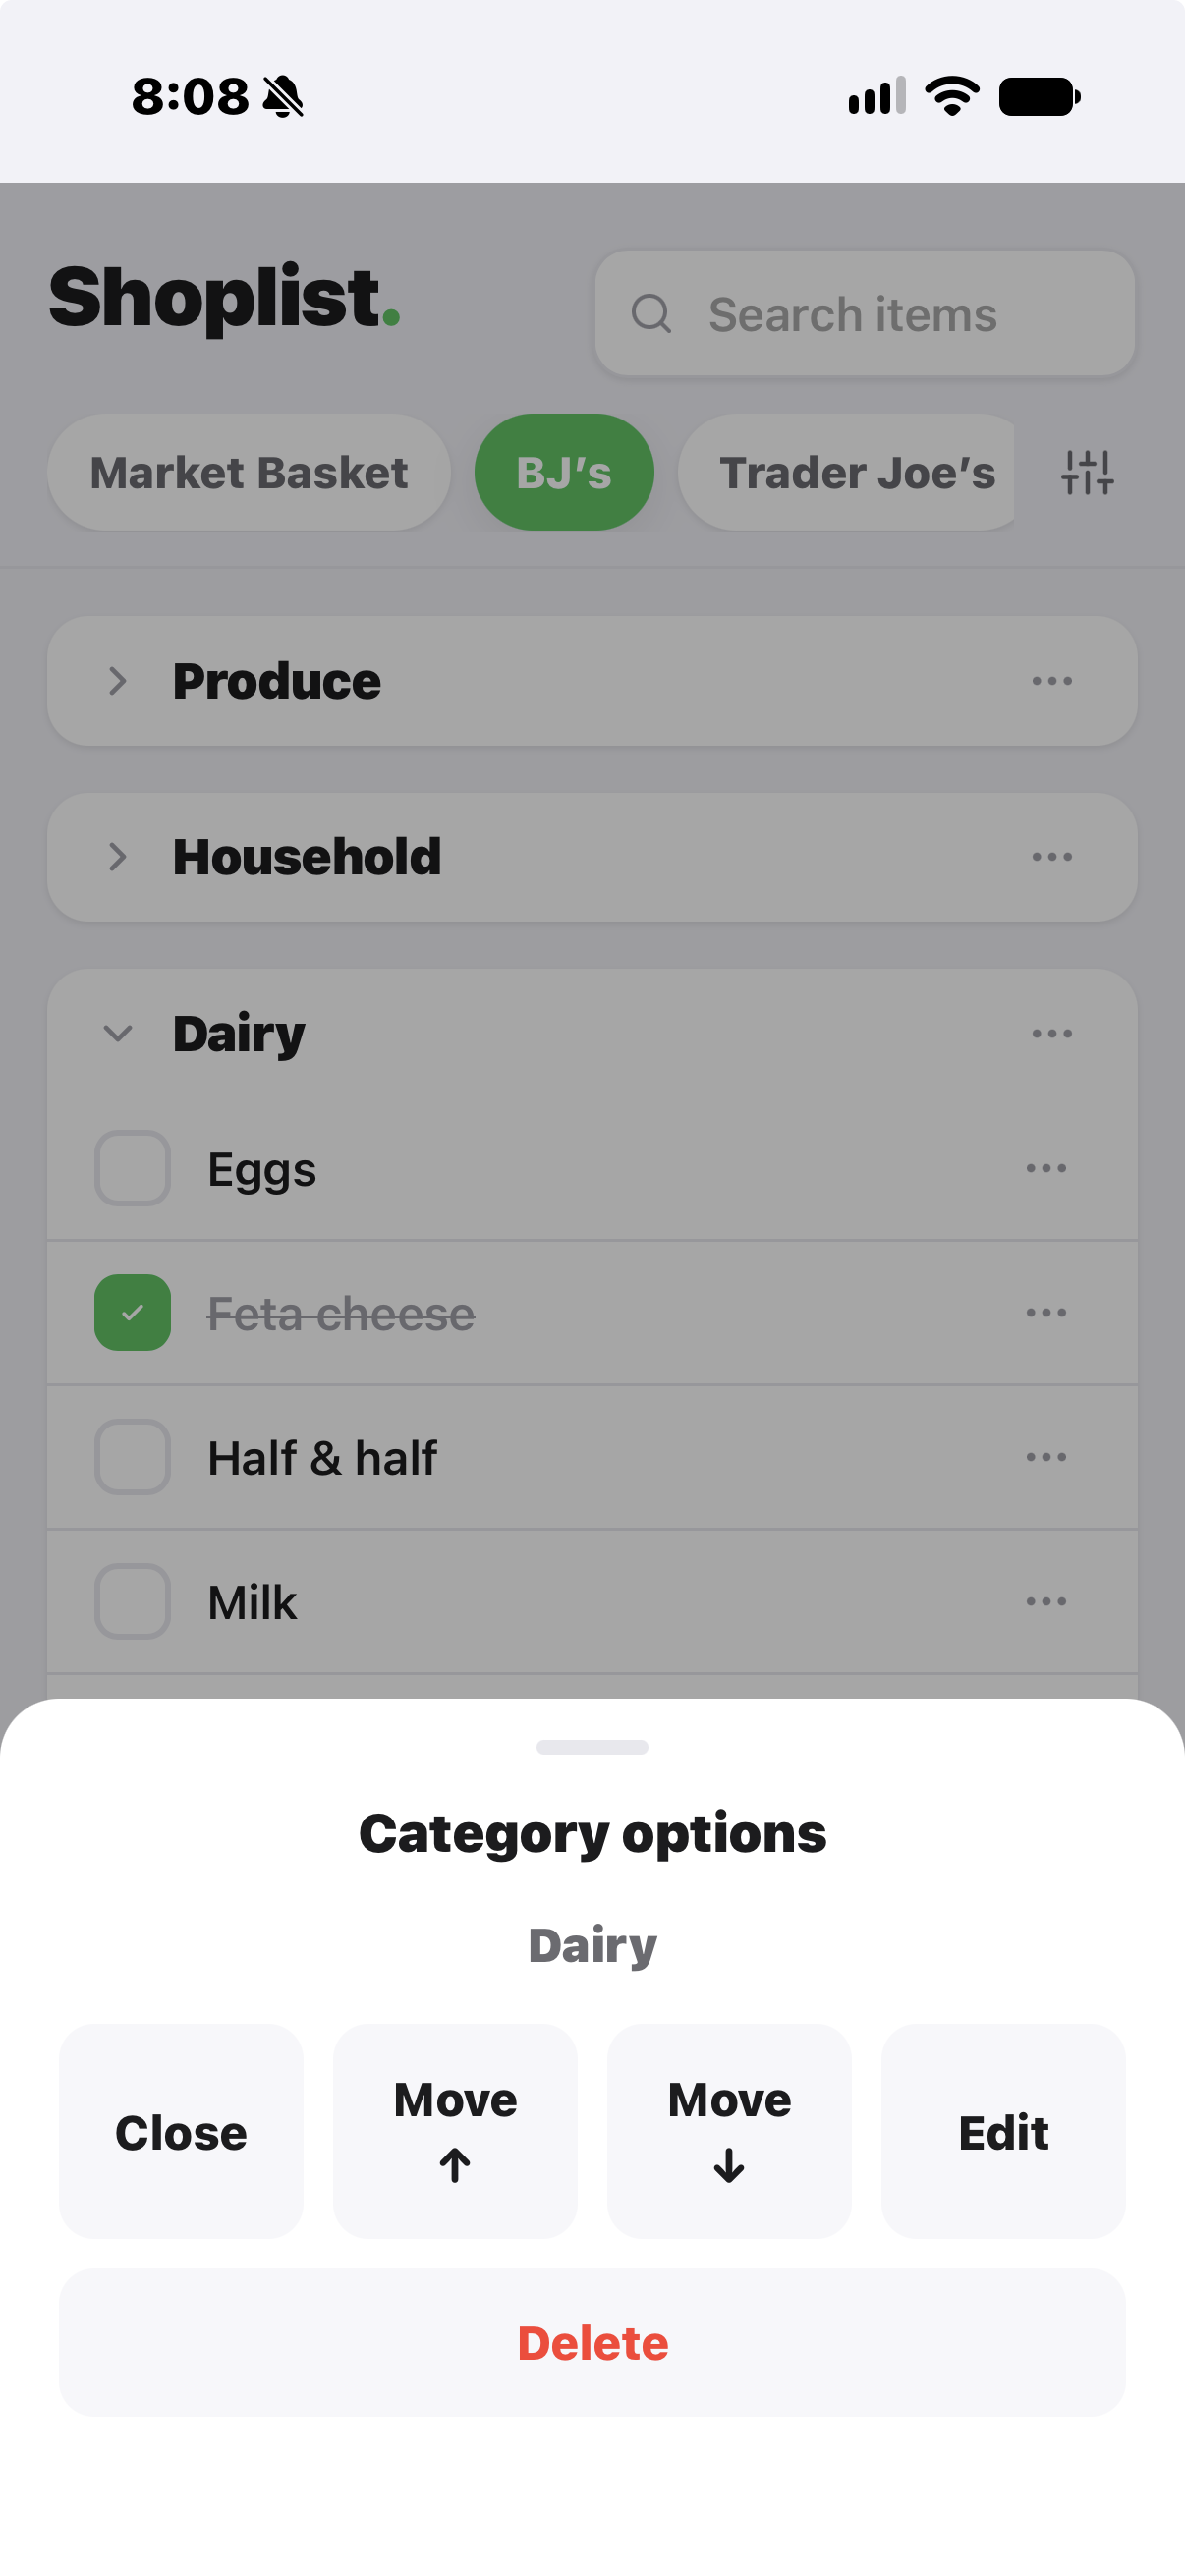 8:08
Shoplist.
Search items
Market Basket
BJ’s
Trader Joe’s
Produce
Household
Dairy
Eggs
Feta cheese
Half & half
Milk
Category options
Dairy
Close
Move
↑
Move
↓
Edit
Delete